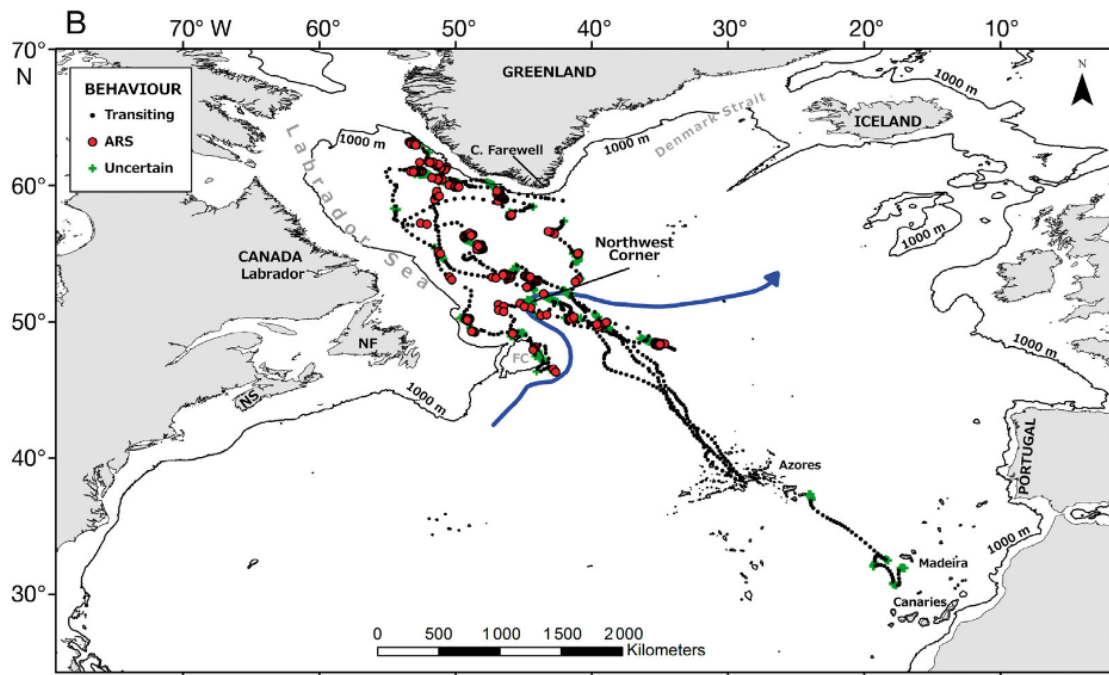 B
70° W
60°
50°
40°
30°
20°
10°
70°
N
60°
50°
40°
30°
BEHAVIOUR
Transiting
ARS
Uncertain
GREENLAND
N
1000 m
ICELAND
Denmark Strait
1000 m
1000 m
C. Farewell
Labrador Sea
1000 m
Northwest
Corner
CANADA
Labrador
NF
FC
NS
1000 m
1000 m
PORTUGAL
Azores
1000 m
Madeira
Canaries
0 500 1000 1500 2 000
Kilometers